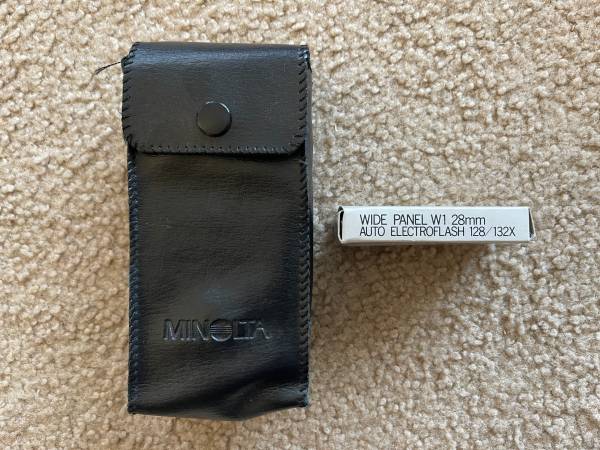 MINOLTA
WIDE PANEL W1 28mm
AUTO ELECTROFLASH 128/132X